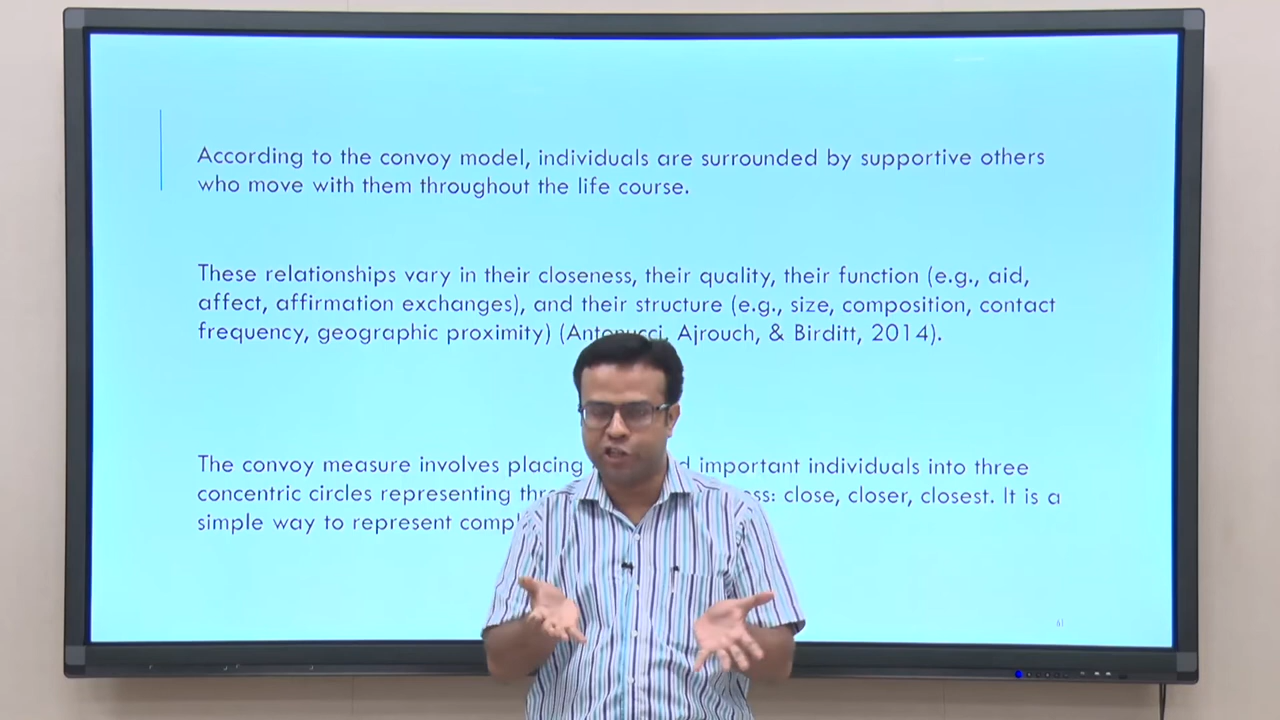 According to the convoy model, individuals are surrounded by supportive others
who move with them throughout the life course.
These relationships vary in their closeness, their quality, their function (e.g., aid,
affect, affirmation exchanges), and their structure (e.g., size, composition, contact
frequency, geographic proximity) (Antonucci, Ajrouch, & Birditt, 2014).
The convoy measure involves placing important individuals into three
concentric circles representing close, closer, closest. It is a
simple way to represent
61